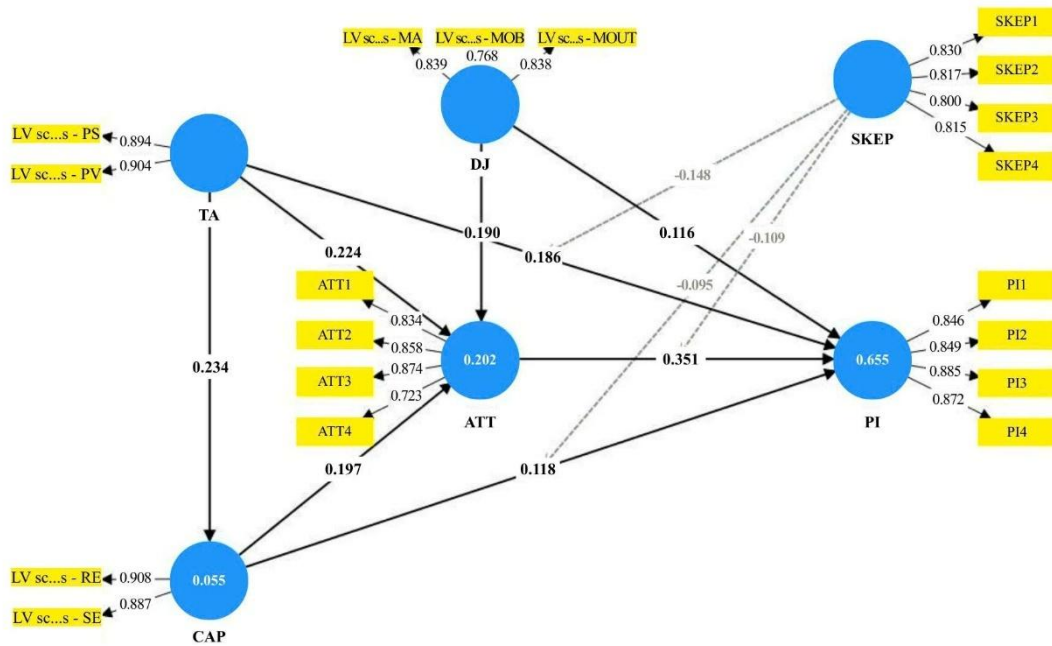 LV sc...s - MA
LV sc...s - MOB
LV sc...s - MOUT
0.839
0.768
0.838
DJ
SKEP1
SKEP2
SKEP3
SKEP4
0.830
0.817
0.800
0.815
SKEP
LV sc...s - PS
LV sc...s - PV
0.894
0.904
TA
-0.148
-0.109
-0.095
0.190
0.116
0.224
0.186
0.234
ATT1
ATT2
ATT3
ATT4
0.834
0.858
0.874
0.723
0.202
ATT
0.351
0.655
PI
PI1
PI2
PI3
PI4
0.846
0.849
0.885
0.872
0.197
0.118
LV sc...s - RE
LV sc...s - SE
0.908
0.887
0.055
CAP